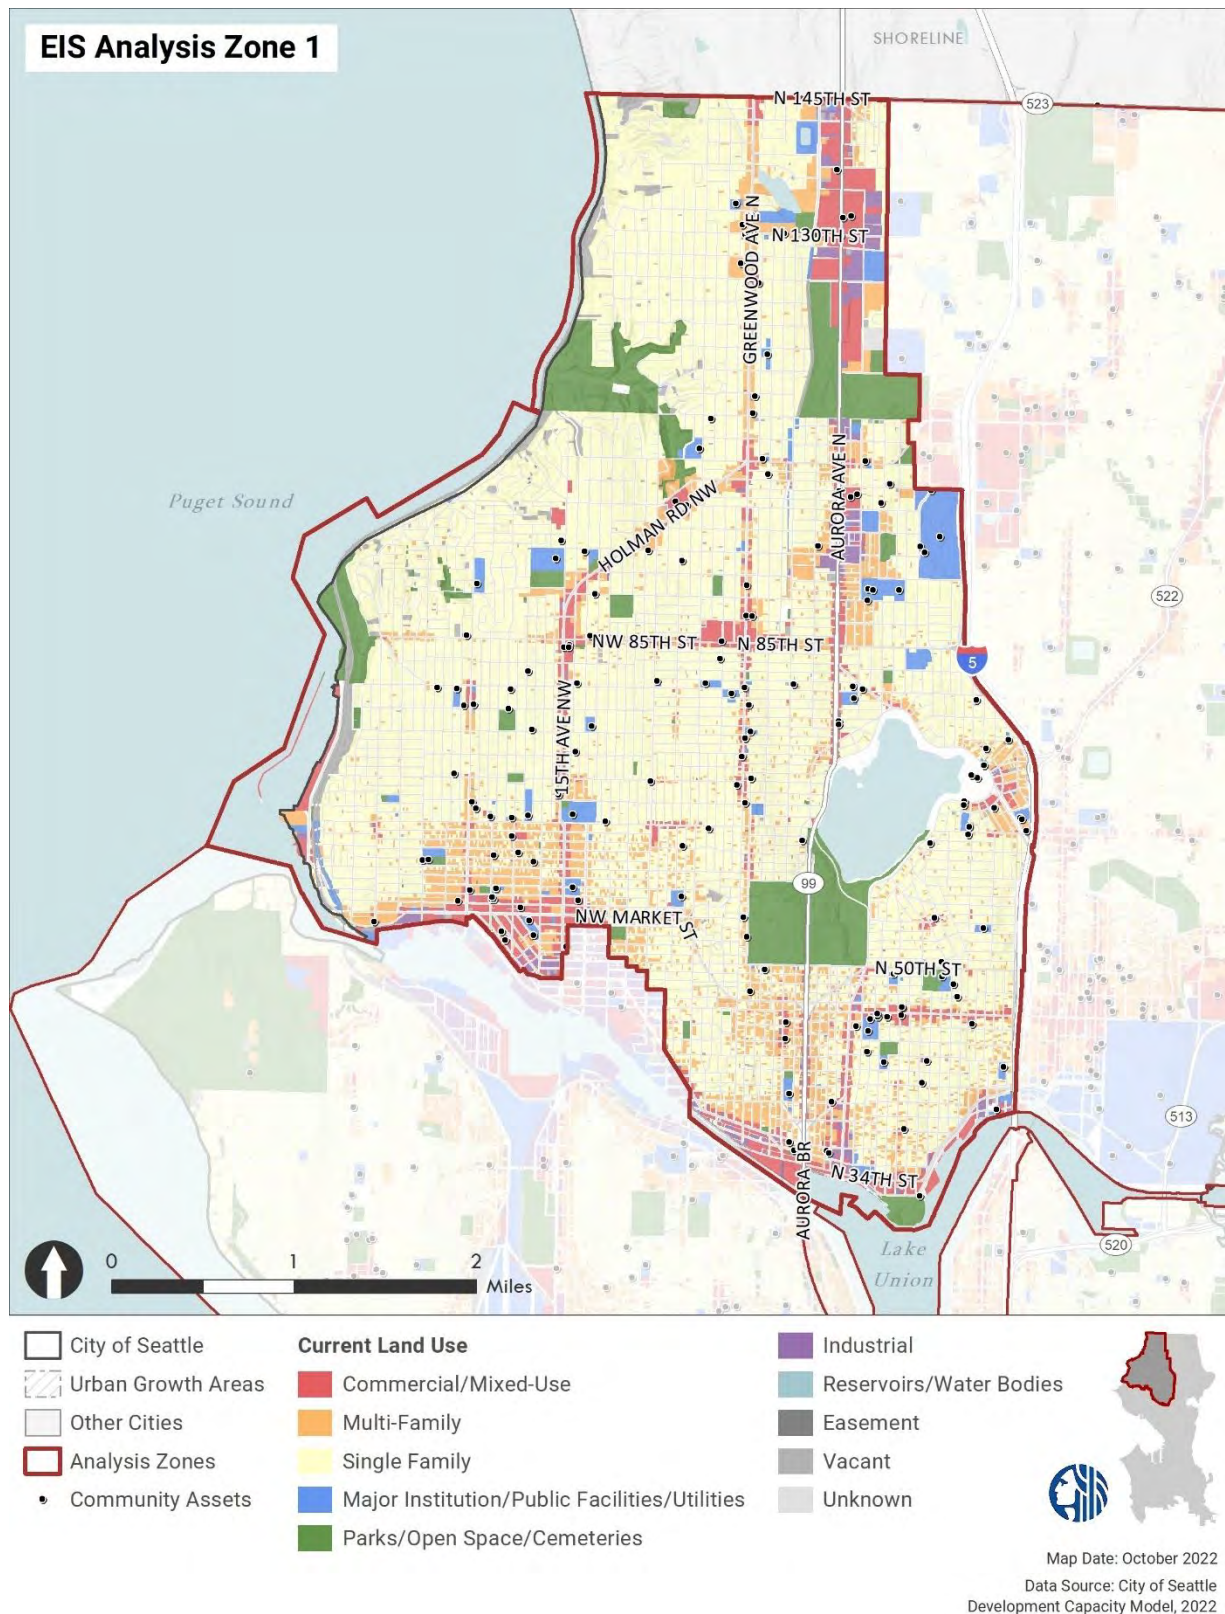 EIS Analysis Zone 1
SHORELINE
N 145TH ST
523
GREENWOOD AVE N
N 130TH ST
AURORA AVE N
Puget Sound
HOLMAN RD NW
522
NW 85TH ST
N 85TH ST
5
15TH AVE NW
99
NW MARKET ST
N 50TH ST
513
N 34TH ST
AURORA BR
520
Lake
Union
0 1 2
Miles
City of Seattle
Urban Growth Areas
Other Cities
Analysis Zones
Community Assets
Current Land Use
Commercial/Mixed-Use
Multi-Family
Single Family
Major Institution/Public Facilities/Utilities
Parks/Open Space/Cemeteries
Industrial
Reservoirs/Water Bodies
Easement
Vacant
Unknown
Map Date: October 2022
Data Source: City of Seattle
Development Capacity Model, 2022